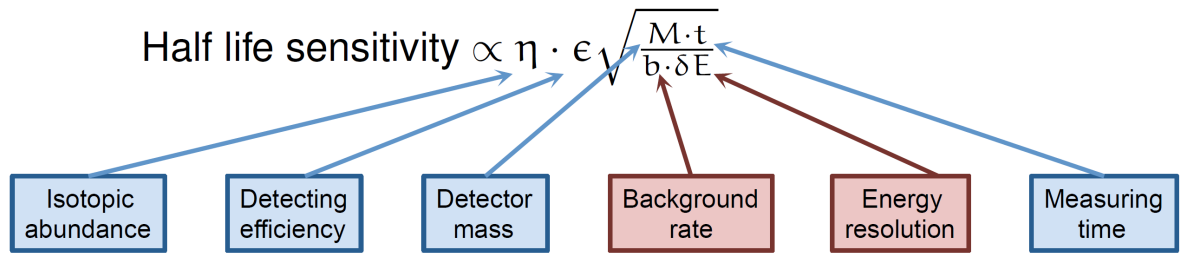 Half life sensitivity ∝ η · ϵ √(M·t / b·δE)
Isotopic
abundance
Detecting
efficiency
Detector
mass
Background
rate
Energy
resolution
Measuring
time